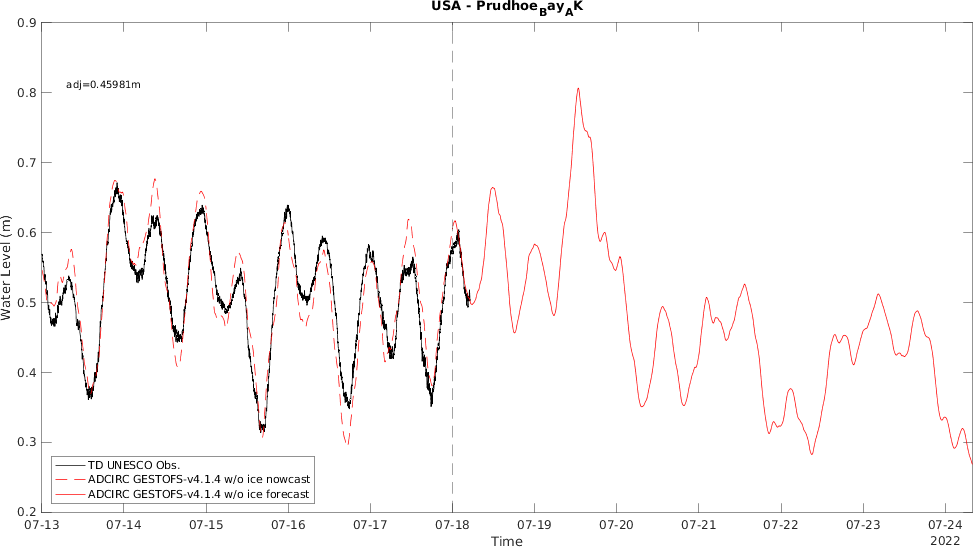 USA - PrudhoeBayAK
0.9
0.8
0.7
0.6
0.5
0.4
0.3
0.2
Water Level (m)
adj=0.45981m
TD UNESCO Obs.
ADCIRC GESTOFS-v4.1.4 w/o ice nowcast
ADCIRC GESTOFS-v4.1.4 w/o ice forecast
07-13 07-14 07-15 07-16 07-17 07-18 07-19 07-20 07-21 07-22 07-23 07-24
Time
2022